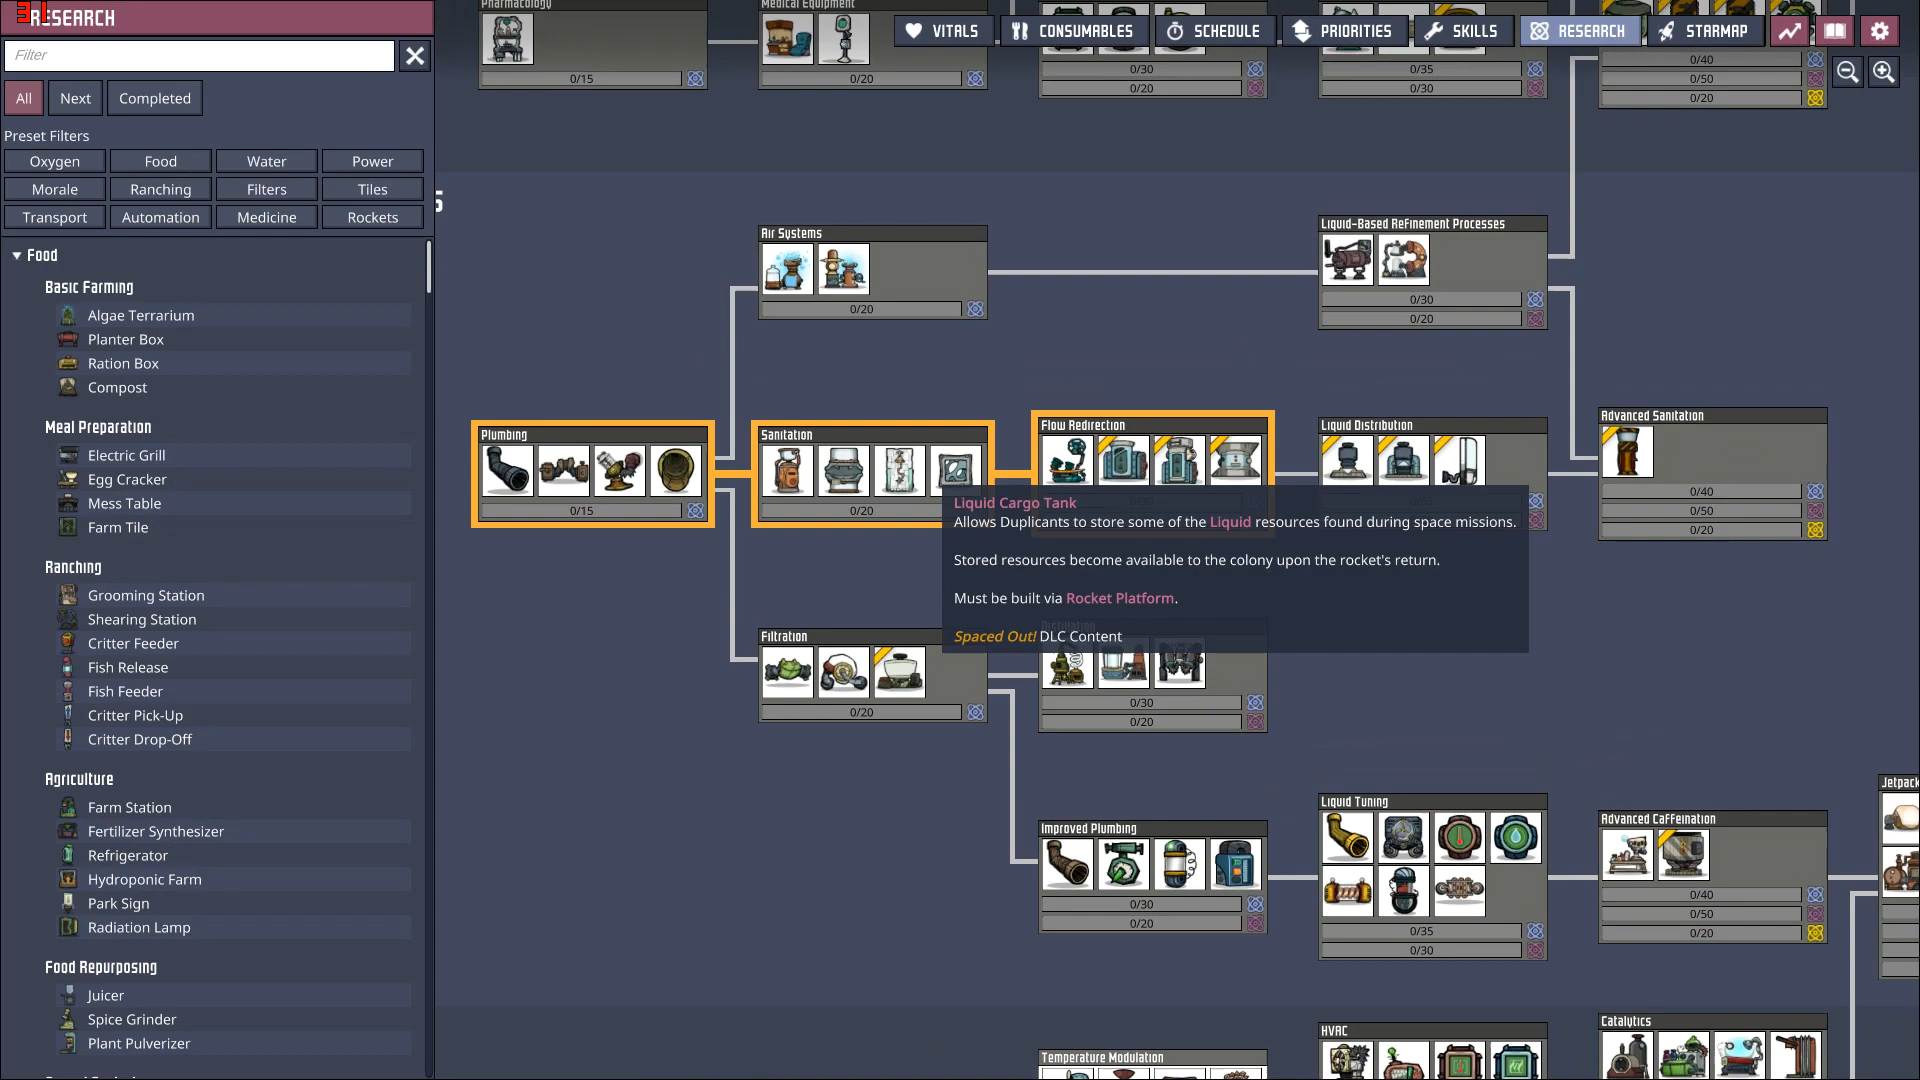 31
RESEARCH
Filter
All Next Completed
Preset Filters
Oxygen Food Water Power
Morale Ranching Filters Tiles
Transport Automation Medicine Rockets
Food
Basic Farming
Algae Terrarium
Planter Box
Ration Box
Compost
Meal Preparation
Electric Grill
Egg Cracker
Mess Table
Farm Tile
Ranching
Grooming Station
Shearing Station
Critter Feeder
Fish Release
Fish Feeder
Critter Pick-Up
Critter Drop-Off
Agriculture
Farm Station
Fertilizer Synthesizer
Refrigerator
Hydroponic Farm
Park Sign
Radiation Lamp
Food Repurposing
Juicer
Spice Grinder
Plant Pulverizer
VITALS CONSUMABLES SCHEDULE PRIORITIES SKILLS RESEARCH STARMAP
Pharmacology
0/15
Medical Equipment
0/20
0/30
0/20
0/35
0/30
0/40
0/50
0/20
Air Systems
0/20
Liquid-Based Refinement Processes
0/30
0/20
Plumbing
0/15
Sanitation
0/20
Flow Redirection
Liquid Distribution
Advanced Sanitation
0/40
0/50
0/20
Liquid Cargo Tank
Allows Duplicants to store some of the Liquid resources found during space missions.
Stored resources become available to the colony upon the rocket's return.
Must be built via Rocket Platform.
Spaced Out! DLC Content
Filtration
0/20
Distillation
0/30
0/20
Improved Plumbing
0/30
0/20
Liquid Tuning
0/35
0/30
Advanced Caffeination
0/40
0/50
0/20
Jetpack
Temperature Modulation
HVAC
Catalytics